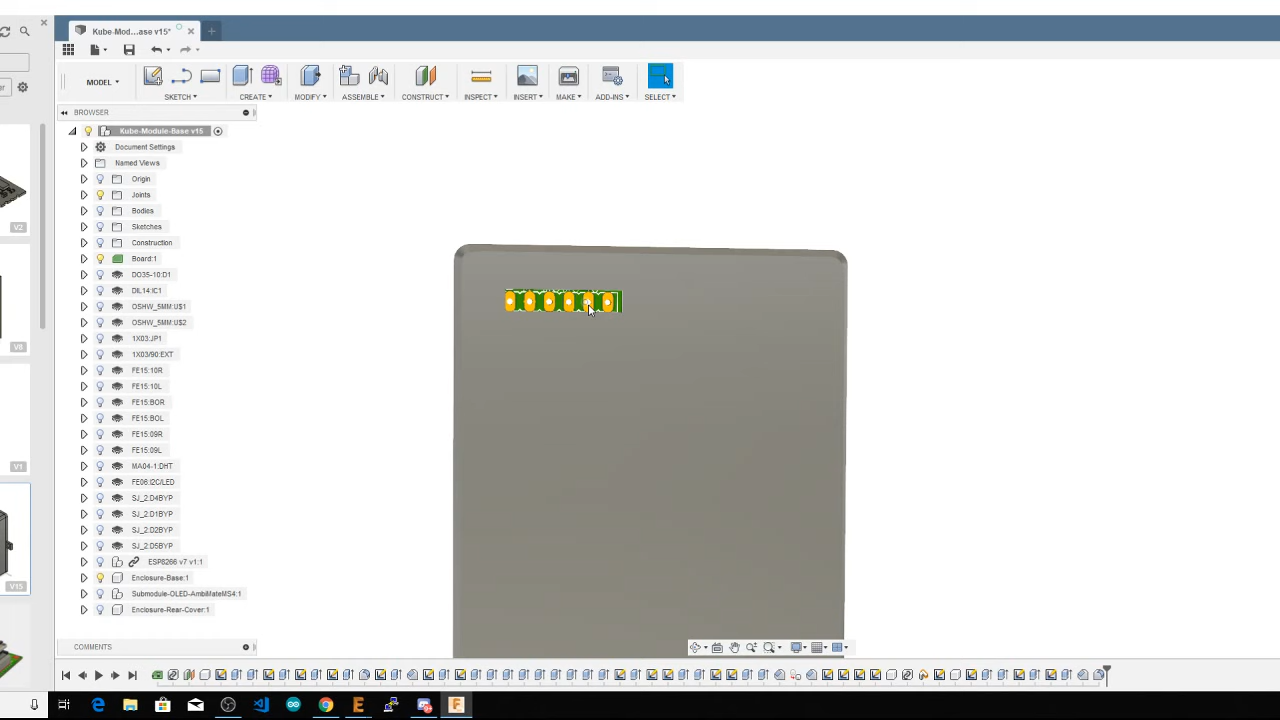 Kube-Mod...ase v15*
MODEL
SKETCH
CREATE
MODIFY
ASSEMBLE
CONSTRUCT
INSPECT
INSERT
MAKE
ADD-INS
SELECT
BROWSER
Kube-Module-Base v15
Document Settings
Named Views
Origin
Joints
Bodies
Sketches
Construction
Board:1
DO35-10:D1
DIL14:IC1
OSHW_5MM:U$1
OSHW_5MM:U$2
1X03:JP1
1X03/90:EXT
FE15:10R
FE15:10L
FE15:BOR
FE15:BOL
FE15:09R
FE15:09L
MA04-1:DHT
FE06:I2C/LED
SJ_2:D4BYP
SJ_2:D1BYP
SJ_2:D2BYP
SJ_2:D5BYP
ESP8266 v7 v1:1
Enclosure-Base:1
Submodule-OLED-AmbiMateMS4:1
Enclosure-Rear-Cover:1
COMMENTS
V2
V1
V15